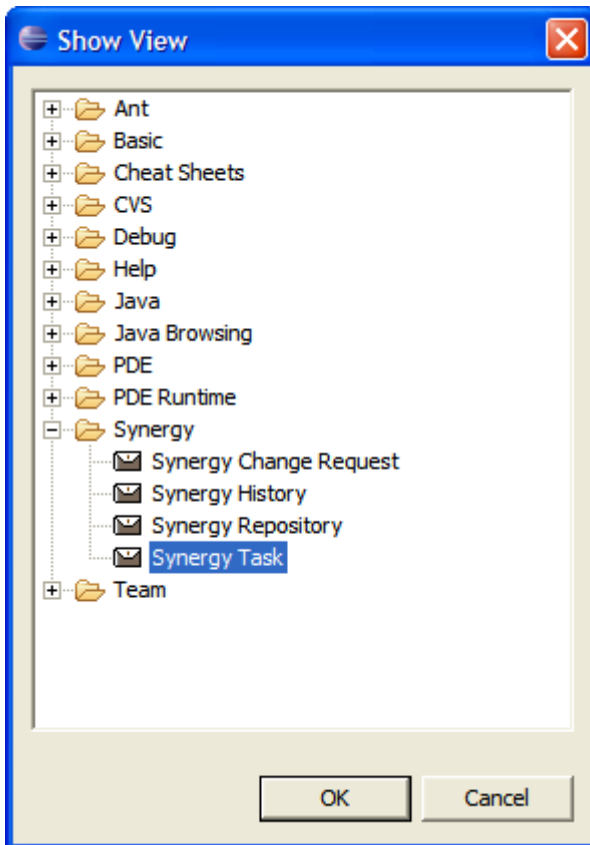 Show View
Ant
Basic
Cheat Sheets
CVS
Debug
Help
Java
Java Browsing
PDE
PDE Runtime
Synergy
Synergy Change Request
Synergy History
Synergy Repository
Synergy Task
Team
OK Cancel